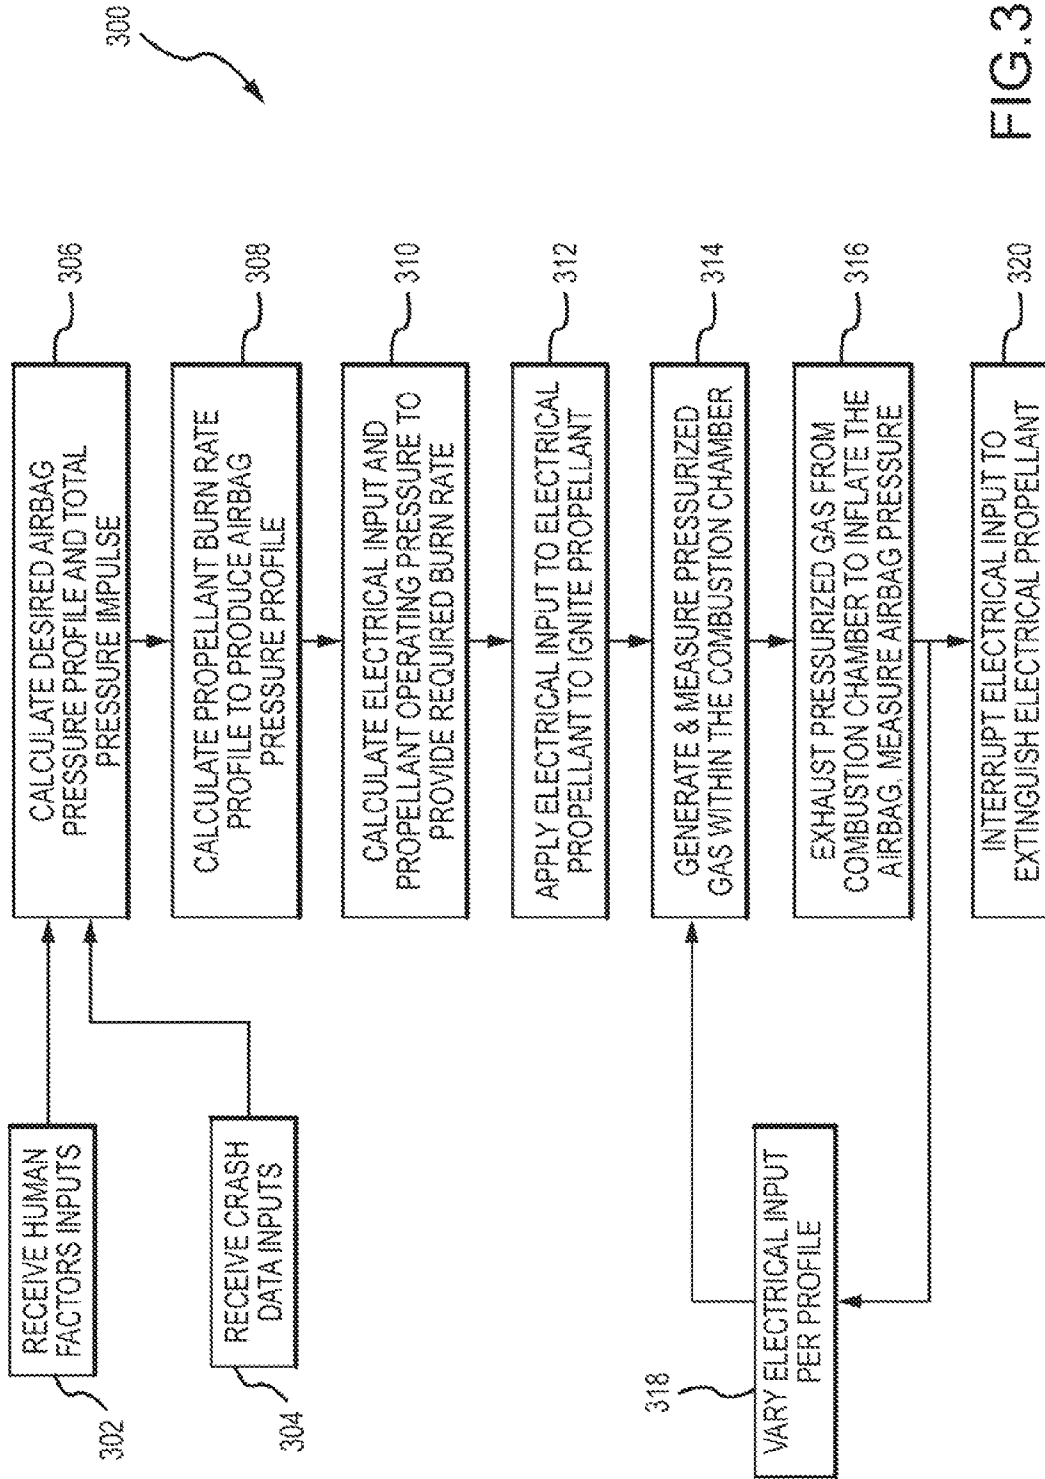 300
RECEIVE HUMAN
FACTORS INPUTS
302
RECEIVE CRASH
DATA INPUTS
304
CALCULATE DESIRED AIRBAG
PRESSURE PROFILE AND TOTAL
PRESSURE IMPULSE
306
CALCULATE PROPELLANT BURN RATE
PROFILE TO PRODUCE AIRBAG
PRESSURE PROFILE
308
CALCULATE ELECTRICAL INPUT AND
PROPELLANT OPERATING PRESSURE TO
PROVIDE REQUIRED BURN RATE
310
APPLY ELECTRICAL INPUT TO ELECTRICAL
PROPELLANT TO IGNITE PROPELLANT
312
GENERATE & MEASURE PRESSURIZED
GAS WITHIN THE COMBUSTION CHAMBER
314
EXHAUST PRESSURIZED GAS FROM
COMBUSTION CHAMBER TO INFLATE THE
AIRBAG, MEASURE AIRBAG PRESSURE
316
VARY ELECTRICAL INPUT
PER PROFILE
318
INTERRUPT ELECTRICAL INPUT TO
EXTINGUISH ELECTRICAL PROPELLANT
320
FIG.3